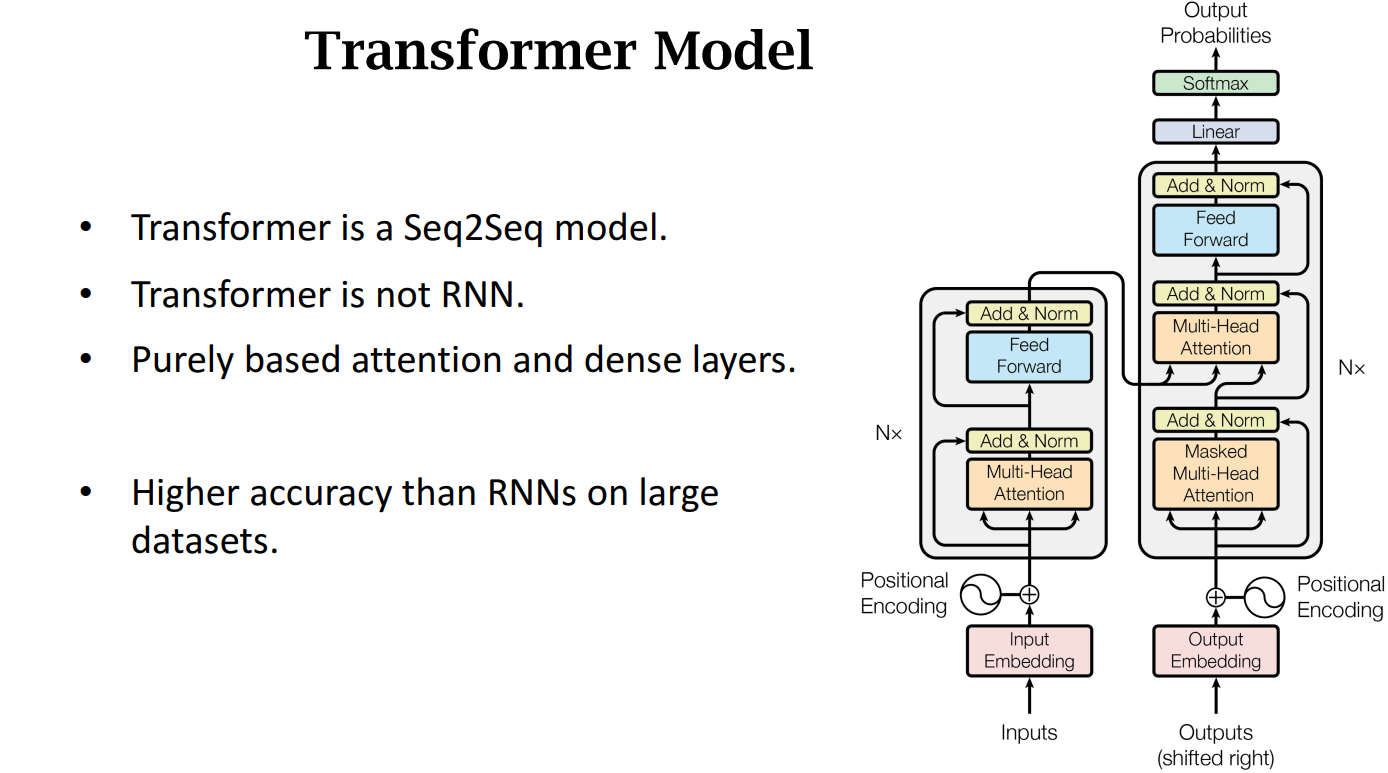 Transformer Model
• Transformer is a Seq2Seq model.
• Transformer is not RNN.
• Purely based attention and dense layers.
• Higher accuracy than RNNs on large
datasets.
Output
Probabilities
Softmax
Linear
Add & Norm
Feed
Forward
Add & Norm
Multi-Head
Attention
Nx
Add & Norm
Masked
Multi-Head
Attention
Add & Norm
Feed
Forward
Nx
Add & Norm
Multi-Head
Attention
Positional
Encoding
Positional
Encoding
Input
Embedding
Output
Embedding
Inputs
Outputs
(shifted right)